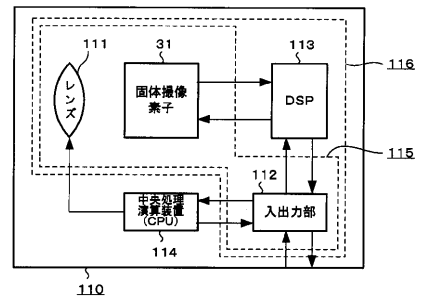 111
31
113
116
レンズ
固体撮像
素子
DSP
115
112
中央処理
演算装置
(CPU)
入出力部
114
110